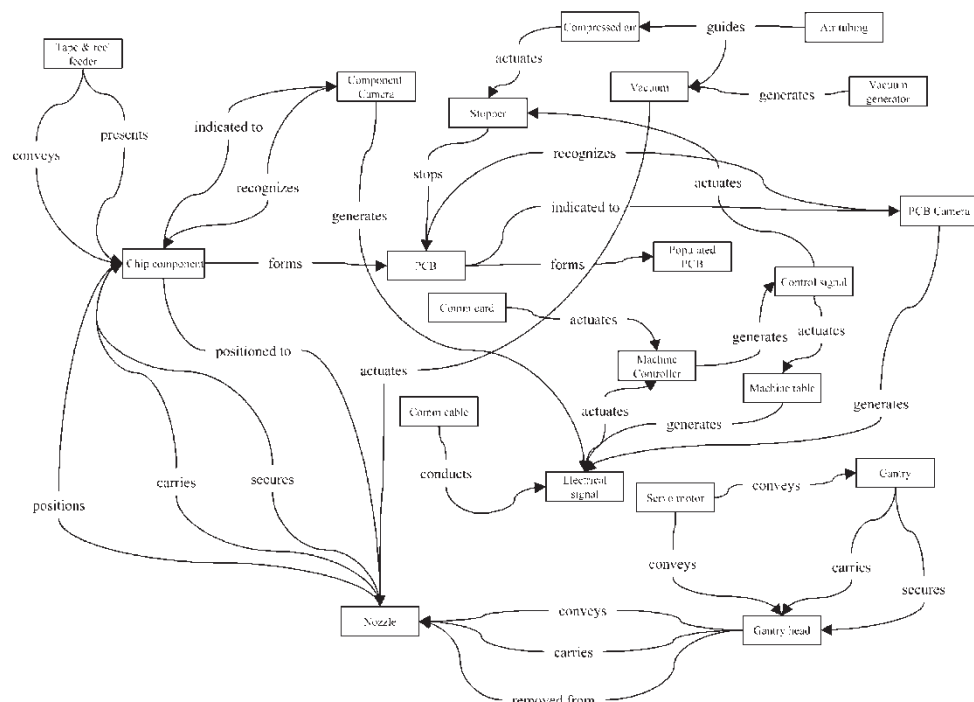 Compressed air
guides
Air tubing
Tape & reel
feeder
actuates
Component
Camera
Vacuum
generates
Vacuum
generator
Stopper
indicated to
presents
conveys
recognizes
recognizes
stops
actuates
generates
indicated to
PCB Camera
Chip component
forms
PCB
forms
Populated
PCB
Control signal
Comm card
actuates
generates
actuates
positioned to
actuates
Machine
Controller
Machine table
Comm cable
actuates
generates
generates
conducts
Electrical
signal
Servo motor
conveys
Gantry
positions
carries
secures
conveys
carries
secures
Nozzle
conveys
Gantry head
carries
removed from